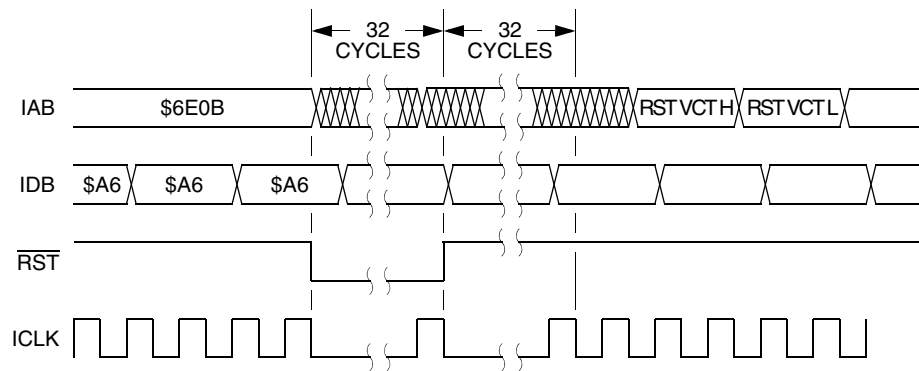 32 32
CYCLES CYCLES
IAB $6E0B RST VCT H RST VCT L
IDB $A6 $A6 $A6
RST
ICLK